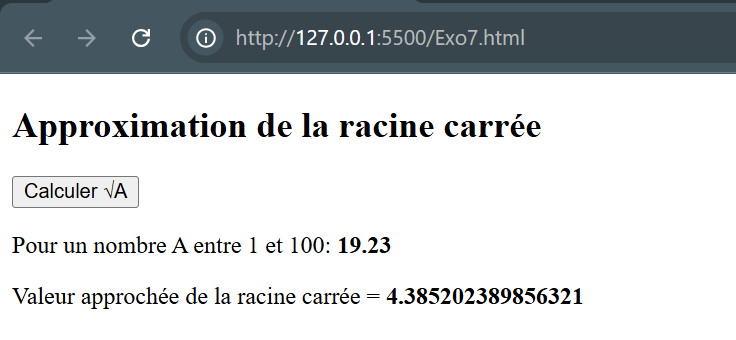 http://127.0.0.1:5500/Exo7.html
Approximation de la racine carrée
Calculer √A
Pour un nombre A entre 1 et 100: 19.23
Valeur approchée de la racine carrée = 4.385202389856321